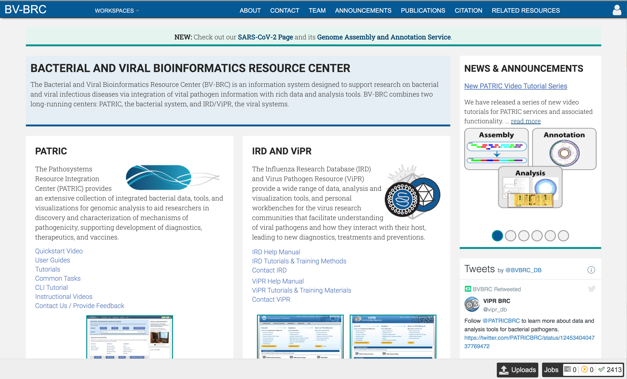 BV-BRC
WORKSPACES
ABOUT CONTACT TEAM ANNOUNCEMENTS PUBLICATIONS CITATION RELATED RESOURCES
NEW: Check out our SARS-CoV-2 Page and its Genome Assembly and Annotation Service.
BACTERIAL AND VIRAL BIOINFORMATICS RESOURCE CENTER
The Bacterial and Viral Bioinformatics Resource Center (BV-BRC) is an information system designed to support research on bacterial
and viral infectious diseases via integration of vital pathogen information with rich data and analysis tools. BV-BRC combines two
long-running centers: PATRIC, the bacterial system, and IRD/ViPR, the viral systems.
PATRIC
The Pathosystems
Resource Integration
Center (PATRIC) provides
an extensive collection of integrated bacterial data, tools, and
visualizations for genomic analysis to aid researchers in
discovery and characterization of mechanisms of
pathogenicity, supporting development of diagnostics,
therapeutics, and vaccines.
Quickstart Video
User Guides
Tutorials
Common Tasks
CLI Tutorial
Instructional Videos
Contact Us / Provide Feedback
IRD AND ViPR
The Influenza Research Database (IRD)
and Virus Pathogen Resource (ViPR)
provide a wide range of data, analysis and
visualization tools, and personal
workbenches for the virus research
communities that facilitate understanding
of viral pathogens and how they interact with their host,
leading to new diagnostics, treatments and preventions.
IRD Help Manual
IRD Tutorials & Training Methods
Contact IRD
ViPR Help Manual
ViPR Tutorials & Training Materials
Contact ViPR
NEWS & ANNOUNCEMENTS
New PATRIC Video Tutorial Series
We have released a series of new video
tutorials for PATRIC services and associated
functionality. ... read more
Assembly
Annotation
Analysis
Tweets by @BVBRC_DB
BVBRC Retweeted
ViPR BRC
@vipr_db
Follow @PATRICBRC to learn more about data and
analysis tools for bacterial pathogens.
https://twitter.com/PATRICBRC/status/12453404047
37769472
Uploads
Jobs 0 0 2413